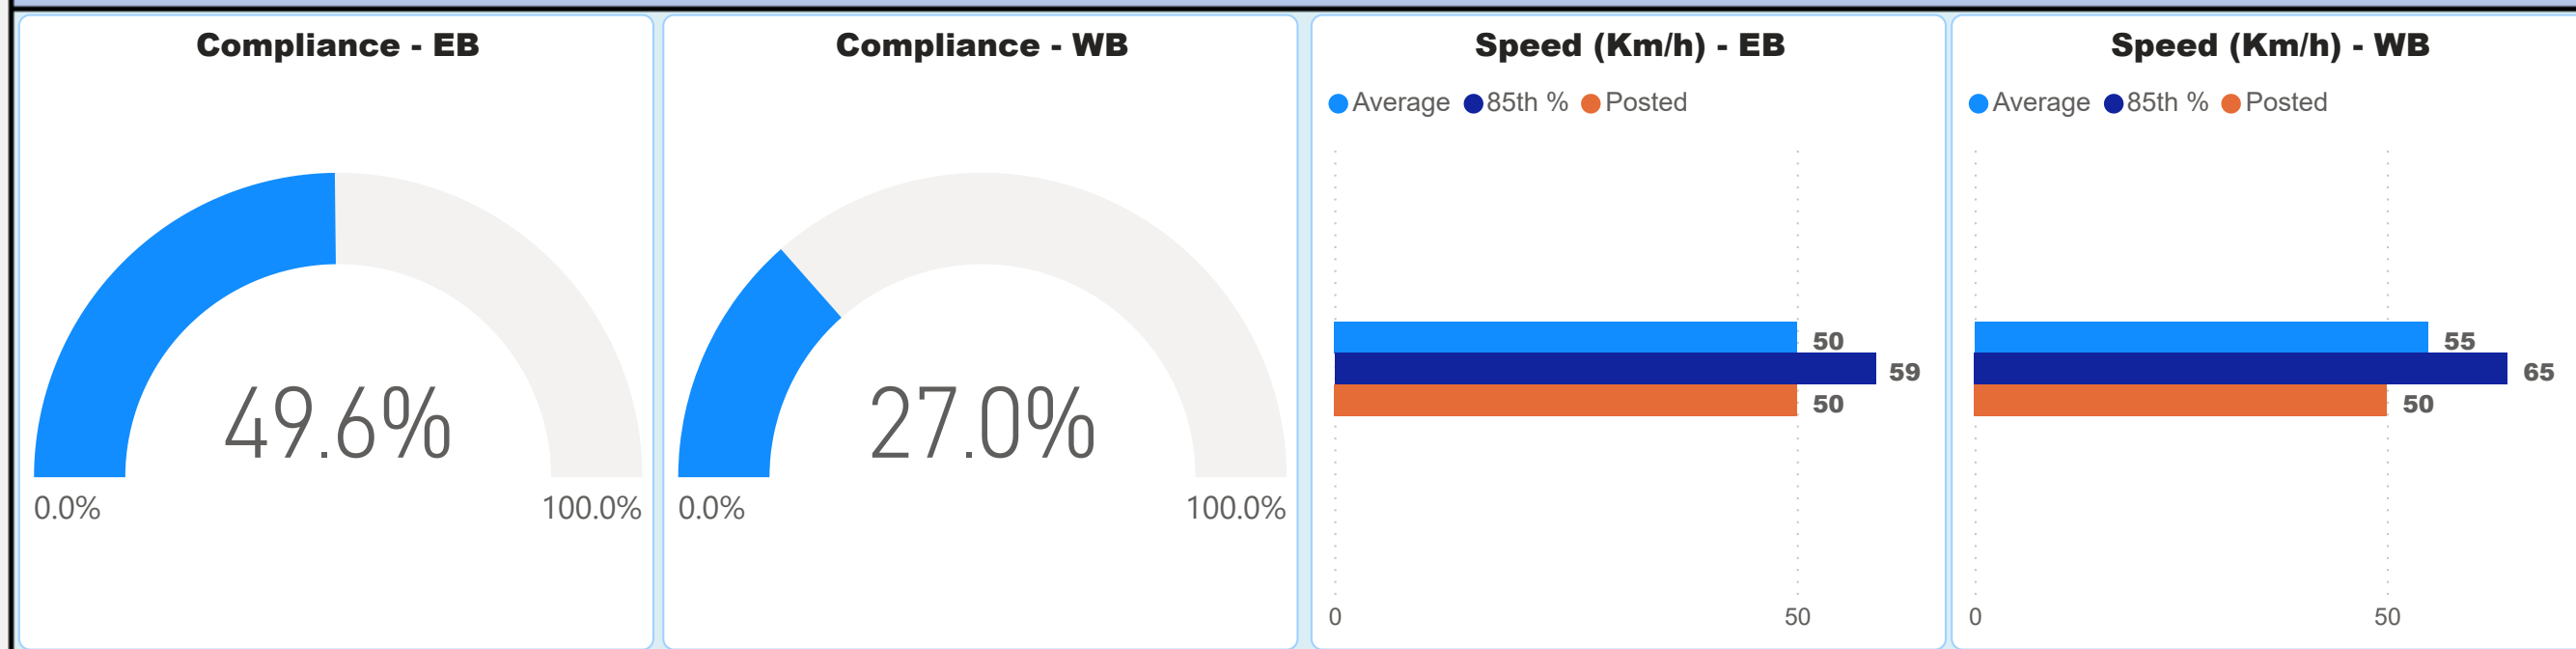 Compliance - EB
49.6%
0.0%
100.0%
Compliance - WB
27.0%
0.0%
100.0%
Speed (Km/h) - EB
Average 85th % Posted
50
59
50
0
50
Speed (Km/h) - WB
Average 85th % Posted
55
65
50
0
50